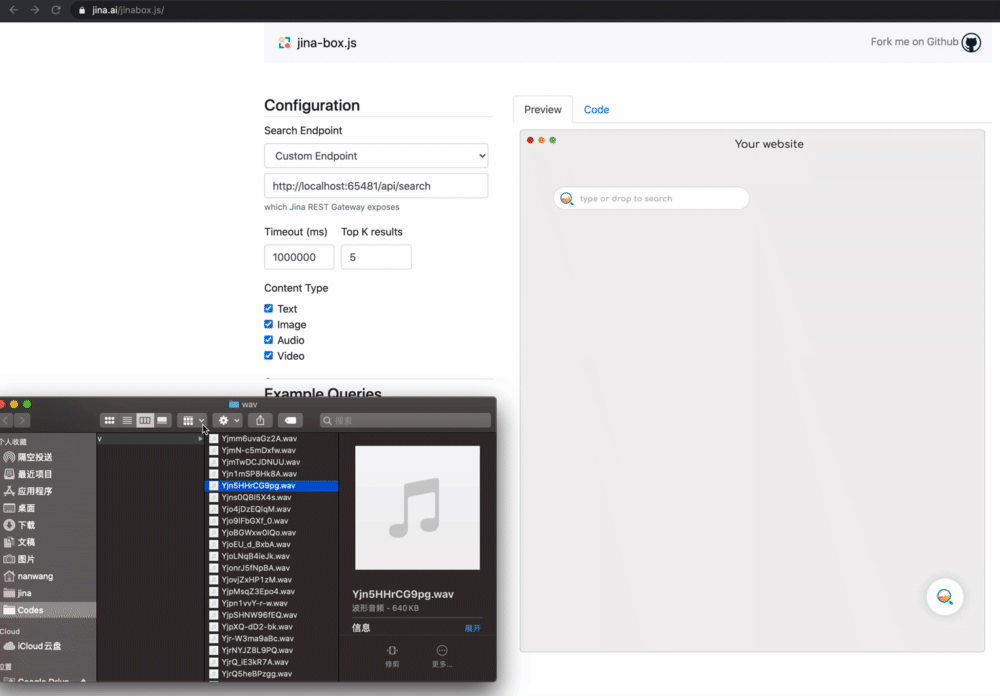 jina.ai/jinabox.js/
jina-box.js
Fork me on Github
Configuration
Search Endpoint
Custom Endpoint
http://localhost:65481/api/search
which Jina REST Gateway exposes
Timeout (ms) Top K results
1000000 5
Content Type
Text
Image
Audio
Video
Example Queries
Preview Code
Your website
type or drop to search
wav
搜索
个人收藏
隔空投送
最近项目
应用程序
桌面
下载
文稿
图片
nanwang
jina
Codes
iCloud
iCloud 云盘
位置
Google Drive
v
Yjmm6uvaGz2A.wav
YjmN-c5mDxfw.wav
YjmTwDCJDNUU.wav
Yjn1mSP8Hk8A.wav
Yjn5HHrCG9pg.wav
Yjns0QBI5X4s.wav
Yjo4jDzEQlqM.wav
Yjo9lFbGXf_0.wav
YjoBGWxw0lQo.wav
YjoEU_d_BxbA.wav
YjoLNqB4ieJk.wav
YjonrJ5fNpBA.wav
YjovjZxHP1zM.wav
YjpMsqZ3Epo4.wav
Yjpn1vvY-r-w.wav
YjpSHNW96fEQ.wav
YjpXQ-dD2-bk.wav
Yjr-W3ma9aBc.wav
YjrNYJZ8L9PQ.wav
YjrQ_iE3kR7A.wav
YjrQ5heBPzgg.wav
Yjn5HHrCG9pg.wav
波形音频 - 640 KB
信息 展开
修剪 更多...